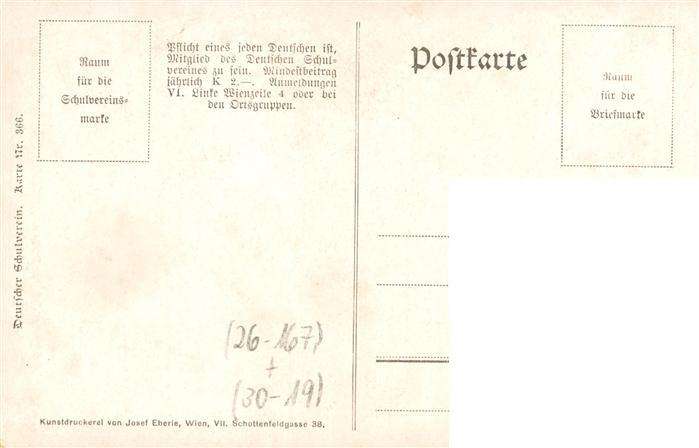 Raum
für die
Schulvereins-
marke
Pflicht eines jeden Deutschen ist,
Mitglied des Deutschen Schul-
vereines zu sein. Mindestbeitrag
jährlich K 2.—. Anmeldungen
VI. Linke Wienzeile 4 oder bei
den Ortsgruppen.
Postkarte
Raum
für die
Briefmarke
Deutscher Schulverein. Karte Nr. 366.
(26-167)
+
(30-19)
Kunstdruckerei von Josef Eberle, Wien, VII. Schottenfeldgasse 38.